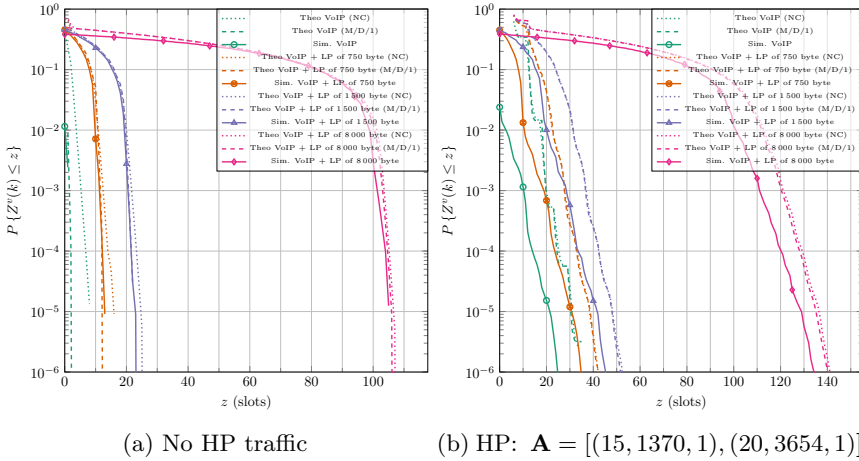 10^0
10^−1
10^−2
10^−3
10^−4
10^−5
10^−6
P {Z^v(k) ≤ z}
0 20 40 60 80 100
z (slots)
Theo VoIP (NC)
Theo VoIP (M/D/1)
Sim. VoIP
Theo VoIP + LP of 750 byte (NC)
Theo VoIP + LP of 750 byte (M/D/1)
Sim. VoIP + LP of 750 byte
Theo VoIP + LP of 1 500 byte (NC)
Theo VoIP + LP of 1 500 byte (M/D/1)
Sim. VoIP + LP of 1 500 byte
Theo VoIP + LP of 8 000 byte (NC)
Theo VoIP + LP of 8 000 byte (M/D/1)
Sim. VoIP + LP of 8 000 byte
(a) No HP traffic
10^0
10^−1
10^−2
10^−3
10^−4
10^−5
10^−6
P {Z^v(k) ≤ z}
0 20 40 60 80 100 120 140
z (slots)
Theo VoIP (NC)
Theo VoIP (M/D/1)
Sim. VoIP
Theo VoIP + LP of 750 byte (NC)
Theo VoIP + LP of 750 byte (M/D/1)
Sim. VoIP + LP of 750 byte
Theo VoIP + LP of 1 500 byte (NC)
Theo VoIP + LP of 1 500 byte (M/D/1)
Sim. VoIP + LP of 1 500 byte
Theo VoIP + LP of 8 000 byte (NC)
Theo VoIP + LP of 8 000 byte (M/D/1)
Sim. VoIP + LP of 8 000 byte
(b) HP: A = [(15, 1370, 1), (20, 3654, 1)]